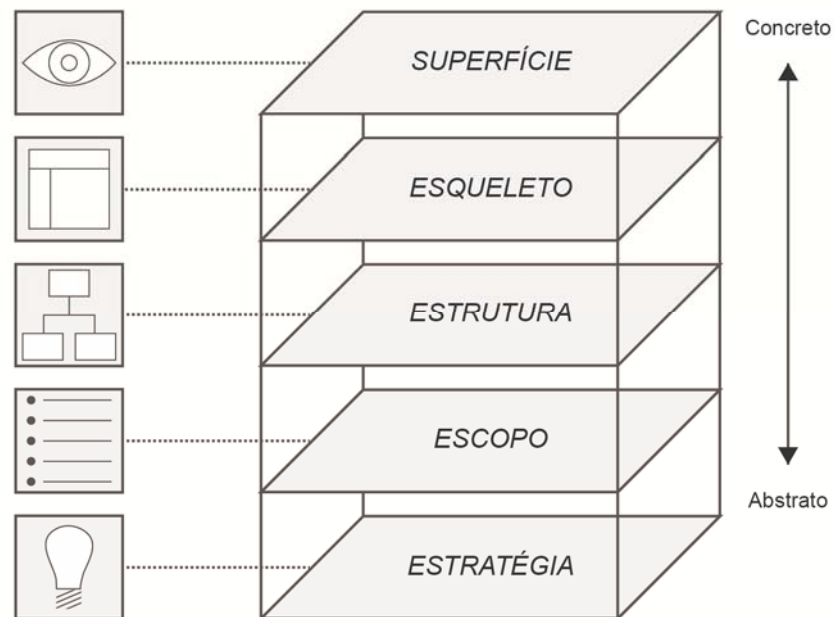 Concreto
SUPERFÍCIE
ESQUELETO
ESTRUTURA
ESCOPO
Abstrato
ESTRATÉGIA